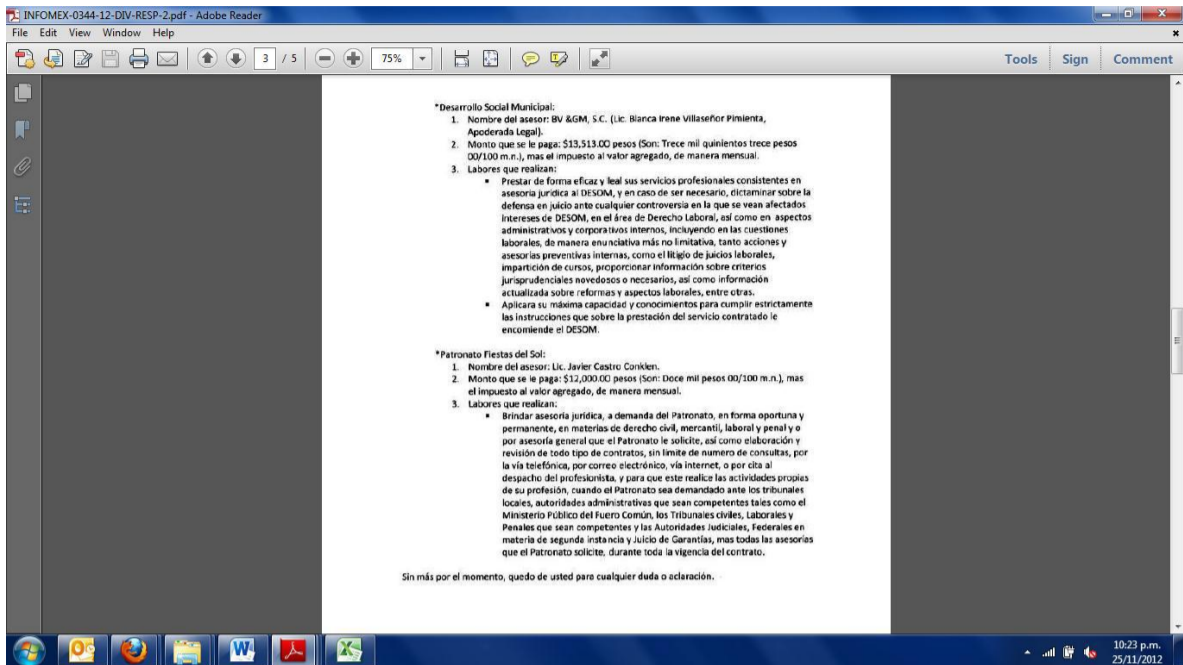 INFOMEX-0344-12-DIV-RESP-2.pdf - Adobe Reader
File Edit View Window Help
3 / 5 75% Tools Sign Comment
*Desarrollo Social Municipal:
1. Nombre del asesor: BV &GM, S.C. (Lic. Blanca Irene Villaseñor Pimienta,
Apoderada Legal).
2. Monto que se le paga: $13,513.00 pesos (Son: Trece mil quinientos trece pesos
00/100 m.n.), mas el impuesto al valor agregado, de manera mensual.
3. Labores que realizan:
▪ Prestar de forma eficaz y leal sus servicios profesionales consistentes en
asesoría jurídica al DESOM, y en caso de ser necesario, dictaminar sobre la
defensa en juicio ante cualquier controversia en la que se vean afectados
intereses de DESOM, en el área de Derecho Laboral, así como en aspectos
administrativos y corporativos internos, incluyendo en las cuestiones
laborales, de manera enunciativa más no limitativa, tanto acciones y
asesorías preventivas internas, como el litigio de juicios laborales,
impartición de cursos, proporcionar información sobre criterios
jurisprudenciales novedosos o necesarios, así como información
actualizada sobre reformas y aspectos laborales, entre otras.
▪ Aplicara su máxima capacidad y conocimientos para cumplir estrictamente
las instrucciones que sobre la prestación del servicio contratado le
encomiende el DESOM.
*Patronato Fiestas del Sol:
1. Nombre del asesor: Lic. Javier Castro Conklen.
2. Monto que se le paga: $12,000.00 pesos (Son: Doce mil pesos 00/100 m.n.), mas
el impuesto al valor agregado, de manera mensual.
3. Labores que realizan:
▪ Brindar asesoría jurídica, a demanda del Patronato, en forma oportuna y
permanente, en materias de derecho civil, mercantil, laboral y penal y o
por asesoría general que el Patronato le solicite, así como elaboración y
revisión de todo tipo de contratos, sin limite de numero de consultas, por
la vía telefónica, por correo electrónico, vía internet, o por cita al
despacho del profesionista, y para que este realice las actividades propias
de su profesión, cuando el Patronato sea demandado ante los tribunales
locales, autoridades administrativas que sean competentes tales como el
Ministerio Público del Fuero Común, los Tribunales civiles, Laborales y
Penales que sean competentes y las Autoridades Judiciales, Federales en
materia de segunda instancia y Juicio de Garantías, mas todas las asesorías
que el Patronato solicite, durante toda la vigencia del contrato.
Sin más por el momento, quedo de usted para cualquier duda o aclaración.
10:23 p.m.
25/11/2012